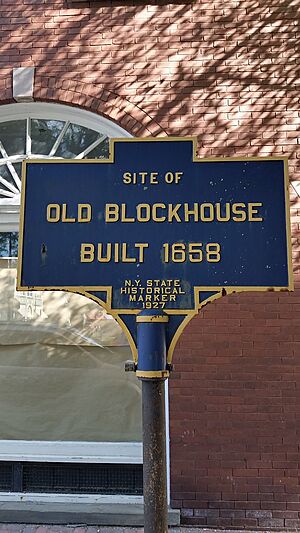 SITE OF
OLD BLOCKHOUSE
BUILT 1658
N.Y. STATE
HISTORICAL
MARKER
1927